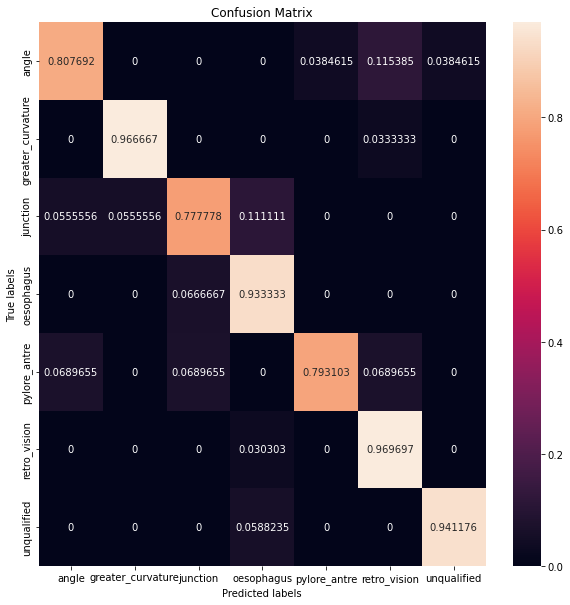 Confusion Matrix
angle 0.807692 0 0 0 0.0384615 0.115385 0.0384615
greater_curvature 0 0.966667 0 0 0 0.0333333 0
junction 0.0555556 0.0555556 0.777778 0.111111 0 0 0
oesophagus 0 0 0.0666667 0.933333 0 0 0
pylore_antre 0.0689655 0 0.0689655 0 0.793103 0.0689655 0
retro_vision 0 0 0 0.030303 0 0.969697 0
unqualified 0 0 0 0.0588235 0 0 0.941176
True labels
angle greater_curvature junction oesophagus pylore_antre retro_vision unqualified
Predicted labels
0.8
0.6
0.4
0.2
0.0